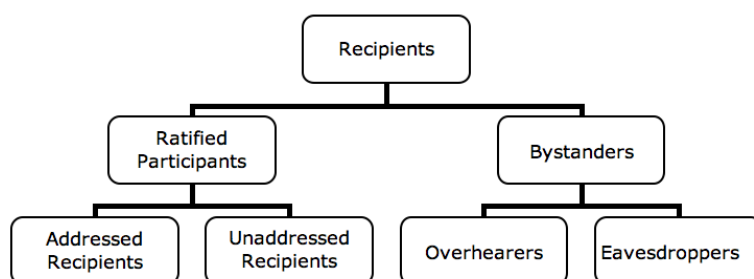 Recipients
Ratified
Participants
Bystanders
Addressed
Recipients
Unaddressed
Recipients
Overhearers
Eavesdroppers